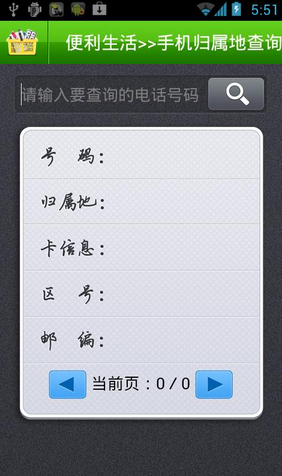 5:51
便利生活>>手机归属地查询
请输入要查询的电话号码
号 码：
归属地：
卡信息：
区 号：
邮 编：
当前页：0 / 0